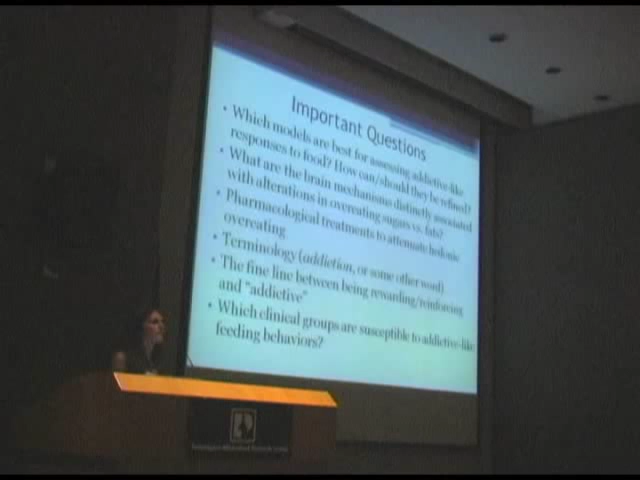 Important Questions
• Which models are best for assessing addictive-like
responses to food? How can/should they be refined?
• What are the brain mechanisms distinctly associated
with alterations in overeating sugars vs. fats?
• Pharmacological treatments to attenuate hedonic
overeating
• Terminology (addiction, or some other word)
• The fine line between being rewarding/reinforcing
and "addictive"
• Which clinical groups are susceptible to addictive-like
feeding behaviors?